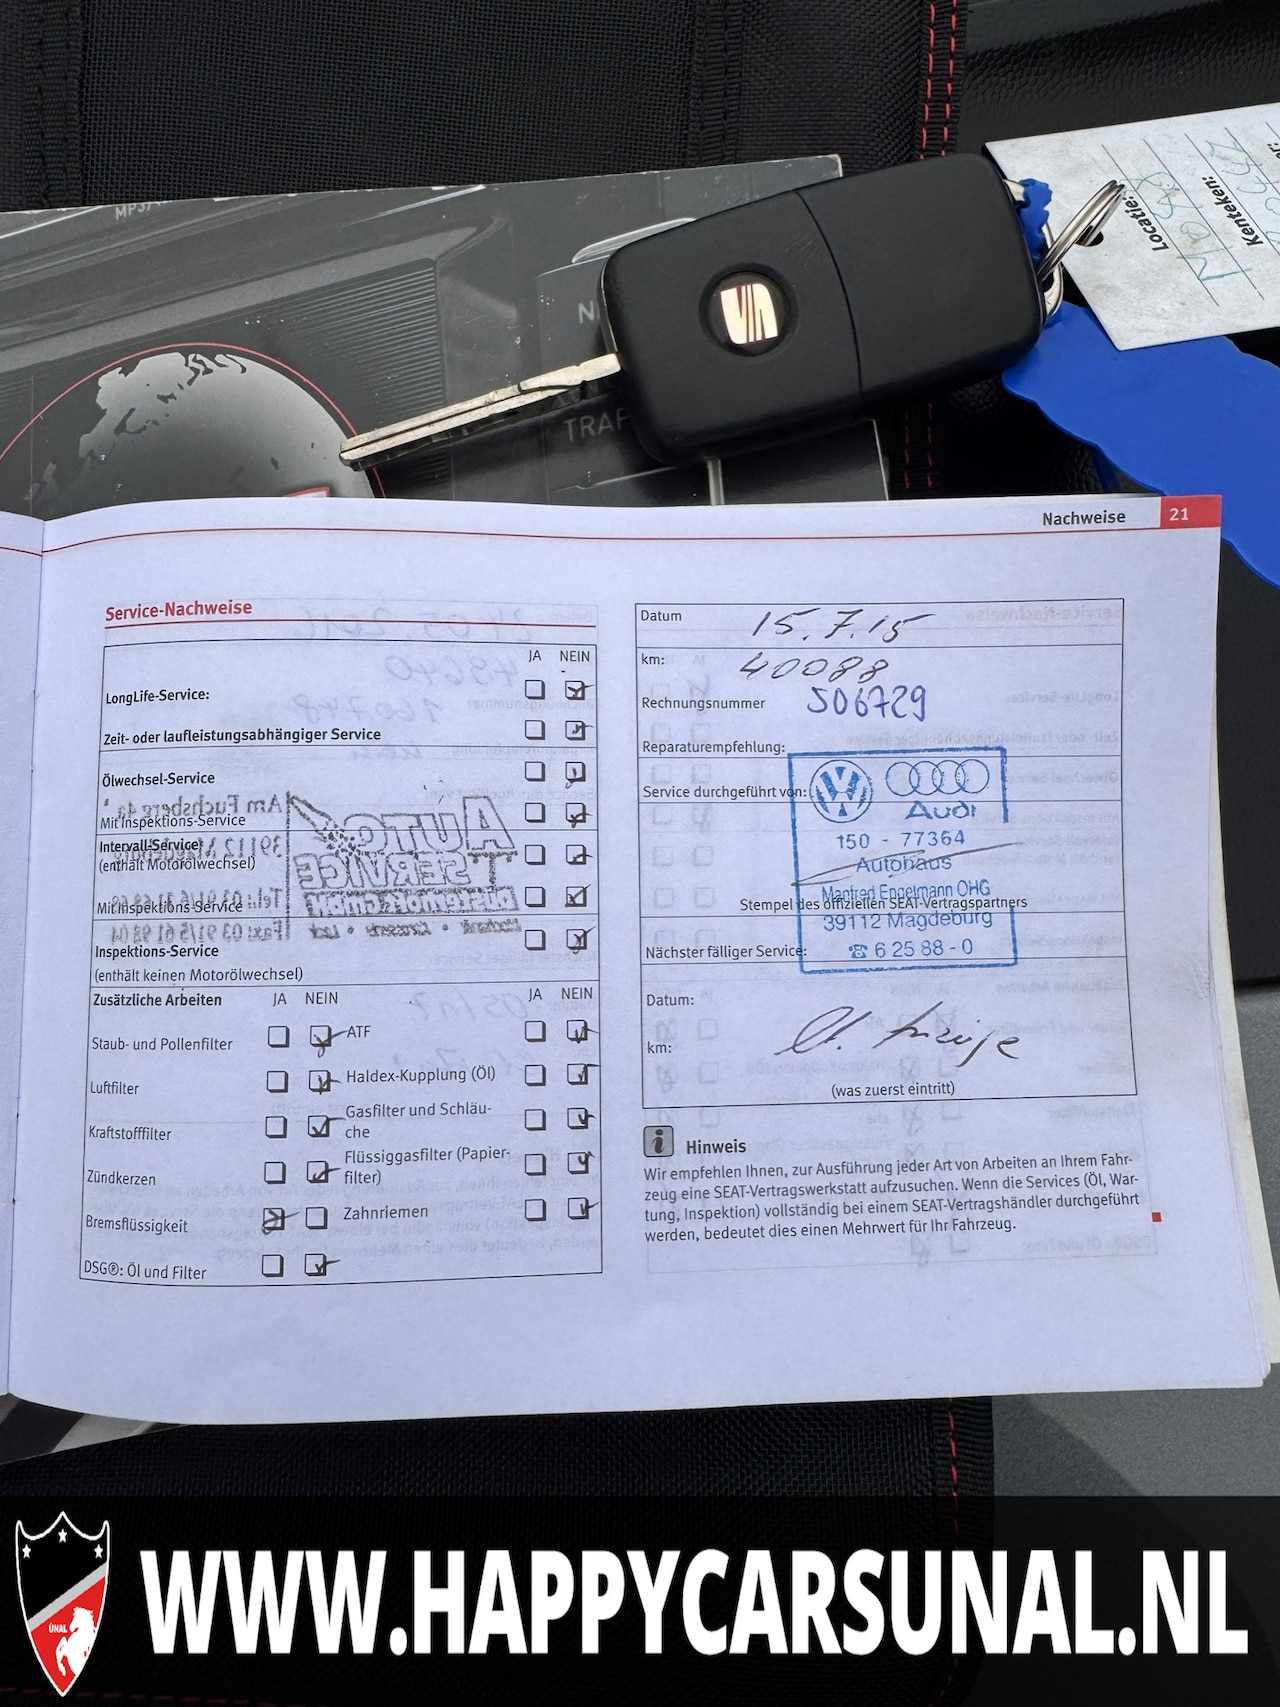 MP3/
TRAF
Locatie:
Kenteken:
Nachweise 21
Service-Nachweise
JA NEIN
LongLife-Service:
Zeit- oder laufleistungsabhängiger Service
Ölwechsel-Service
Mit Inspektions-Service
Intervall-Service:
(enthält Motorölwechsel)
Mit Inspektions-Service
Inspektions-Service
(enthält keinen Motorölwechsel)
Zusätzliche Arbeiten JA NEIN JA NEIN
Staub- und Pollenfilter
ATF
Luftfilter
Haldex-Kupplung (Öl)
Kraftstofffilter
Gasfilter und Schläu-
che
Zündkerzen
Flüssiggasfilter (Papier-
filter)
Bremsflüssigkeit
Zahnriemen
DSG®: Öl und Filter
Datum 15.7.15
km: 40088
Rechnungsnummer 506729
Reparaturempfehlung:
Service durchgeführt von:
Audi
150 - 77364
Autohaus
Manfred Engelmann OHG
Stempel des offiziellen SEAT-Vertragspartners
39112 Magdeburg
☎ 6 25 88 - 0
Nächster fälliger Service:
Datum:
km:
(was zuerst eintritt)
Hinweis
Wir empfehlen Ihnen, zur Ausführung jeder Art von Arbeiten an Ihrem Fahr-
zeug eine SEAT-Vertragswerkstatt aufzusuchen. Wenn die Services (Öl, War-
tung, Inspektion) vollständig bei einem SEAT-Vertragshändler durchgeführt
werden, bedeutet dies einen Mehrwert für Ihr Fahrzeug.
ÜNAL
WWW.HAPPYCARSUNAL.NL